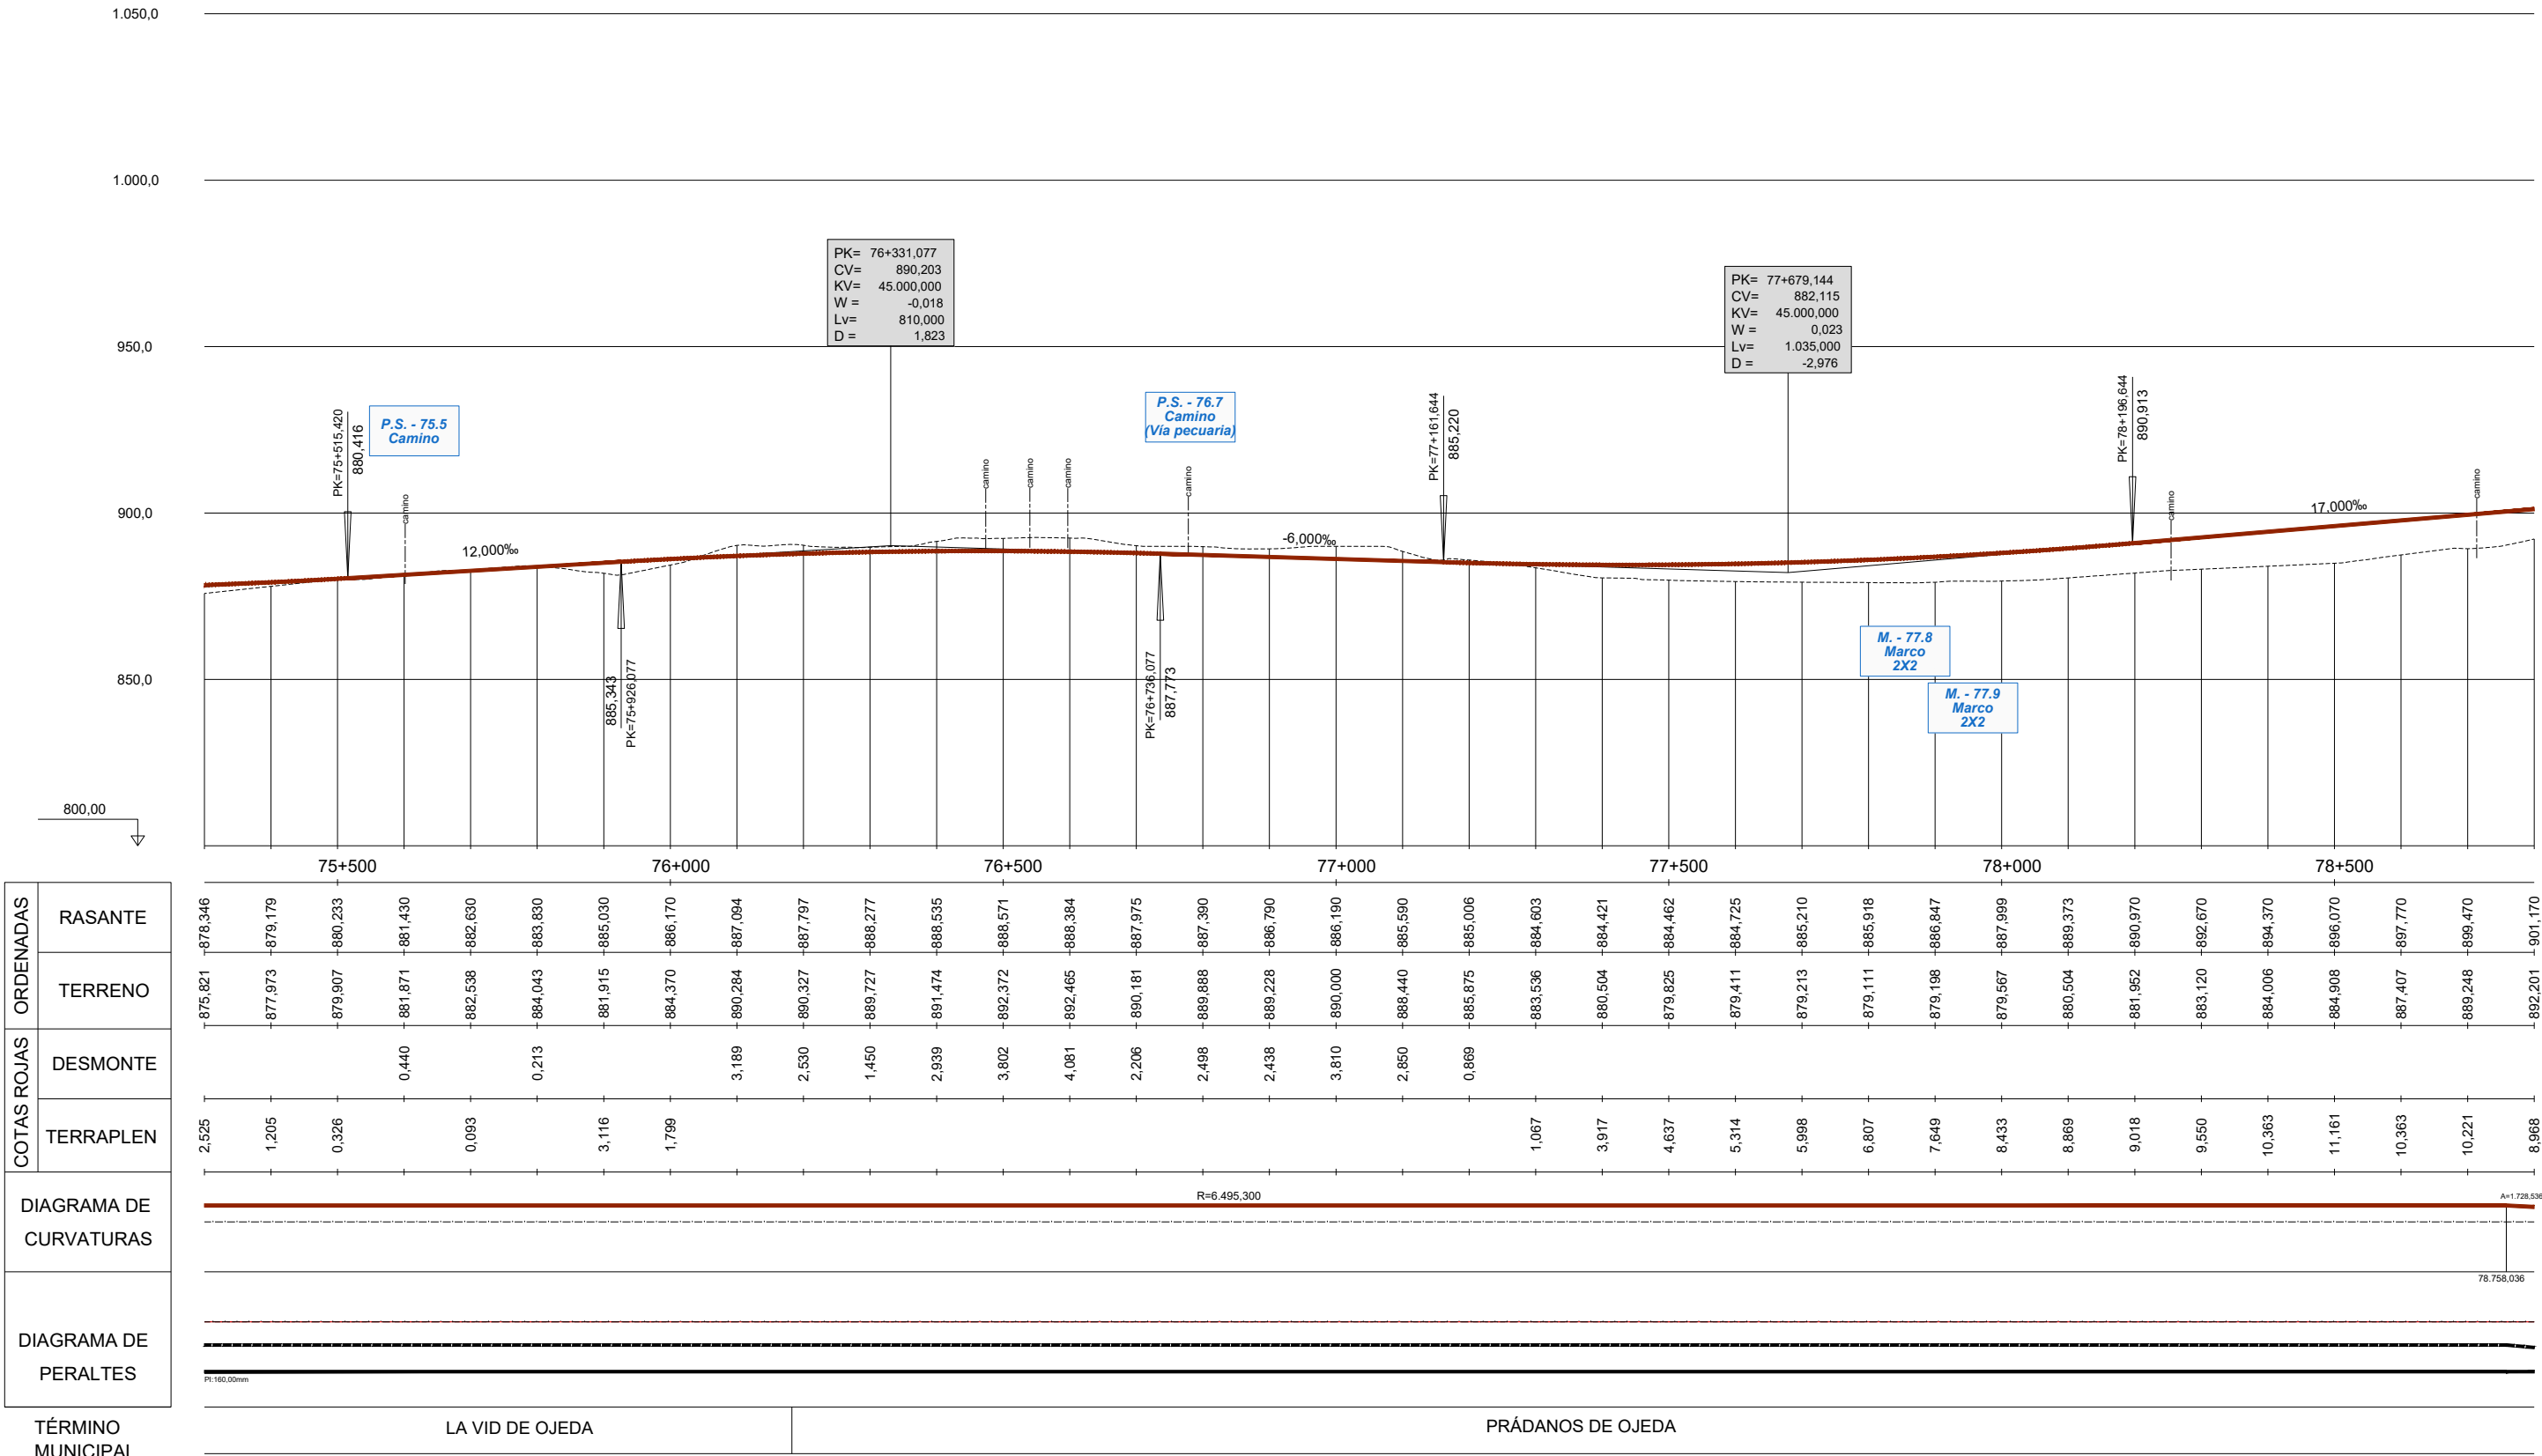 1.050,0
1.000,0
950,0
900,0
850,0
800,00
PK= 76+331,077
CV= 890,203
KV= 45.000,000
W = -0,018
Lv= 810,000
D = 1,823
PK= 77+679,144
CV= 882,115
KV= 45.000,000
W = 0,023
Lv= 1.035,000
D = -2,976
PK=75+515,420
880,416
P.S. - 75.5
Camino
camino
12,000‰
885,343
PK=75+926,077
camino
camino
camino
P.S. - 76.7
Camino
(Vía pecuaria)
camino
PK=76+736,077
887,773
-6,000‰
PK=77+161,644
885,220
M. - 77.8
Marco
2X2
M. - 77.9
Marco
2X2
PK=78+196,644
890,913
camino
17,000‰
camino
75+500 76+000 76+500 77+000 77+500 78+000 78+500
ORDENADAS
RASANTE
878,346 879,179 880,233 881,430 882,630 883,830 885,030 886,170 887,094 887,797 888,277 888,535 888,571 888,384 887,975 887,390 886,790 886,190 885,590 885,006 884,603 884,421 884,462 884,725 885,210 885,918 886,847 887,999 889,373 890,970 892,670 894,370 896,070 897,770 899,470 901,170
TERRENO
875,821 877,973 879,907 881,871 882,538 884,043 881,915 884,370 890,284 890,327 889,727 891,474 892,372 892,465 890,181 889,888 889,228 890,000 888,440 885,875 883,536 880,504 879,825 879,411 879,213 879,111 879,198 879,567 880,504 881,952 883,120 884,006 884,908 887,407 889,248 892,201
COTAS ROJAS
DESMONTE
0,440 0,213 3,189 2,530 1,450 2,939 3,802 4,081 2,206 2,498 2,438 3,810 2,850 0,869
TERRAPLEN
2,525 1,205 0,326 0,093 3,116 1,799 1,067 3,917 4,637 5,314 5,998 6,807 7,649 8,433 8,869 9,018 9,550 10,363 11,161 10,363 10,221 8,968
DIAGRAMA DE
CURVATURAS
R=6.495,300
A=1.728,536
78.758,036
DIAGRAMA DE
PERALTES
PI:160,00mm
TÉRMINO
MUNICIPAL
LA VID DE OJEDA
PRÁDANOS DE OJEDA